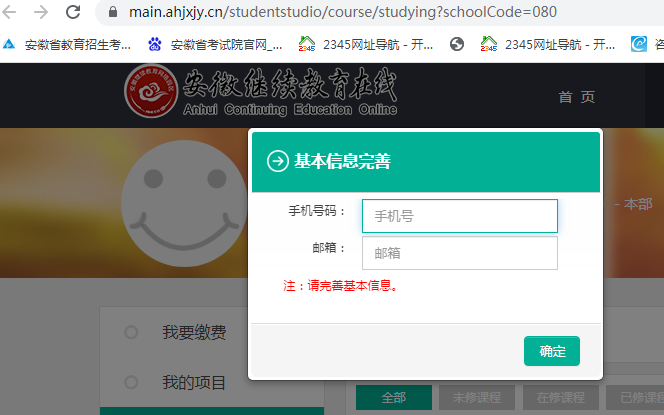 main.ahjxjy.cn/studentstudio/course/studying?schoolCode=080
安徽省教育招生考...
安徽省考试院官网_...
2345网址导航 - 开...
2345网址导航 - 开...
咨
安徽继续教育在线
Anhui Continuing Education Online
首 页
基本信息完善
- 本部
手机号码：
手机号
邮箱：
邮箱
注：请完善基本信息。
确定
我要缴费
我的项目
全部
未修课程
在修课程
已修课程